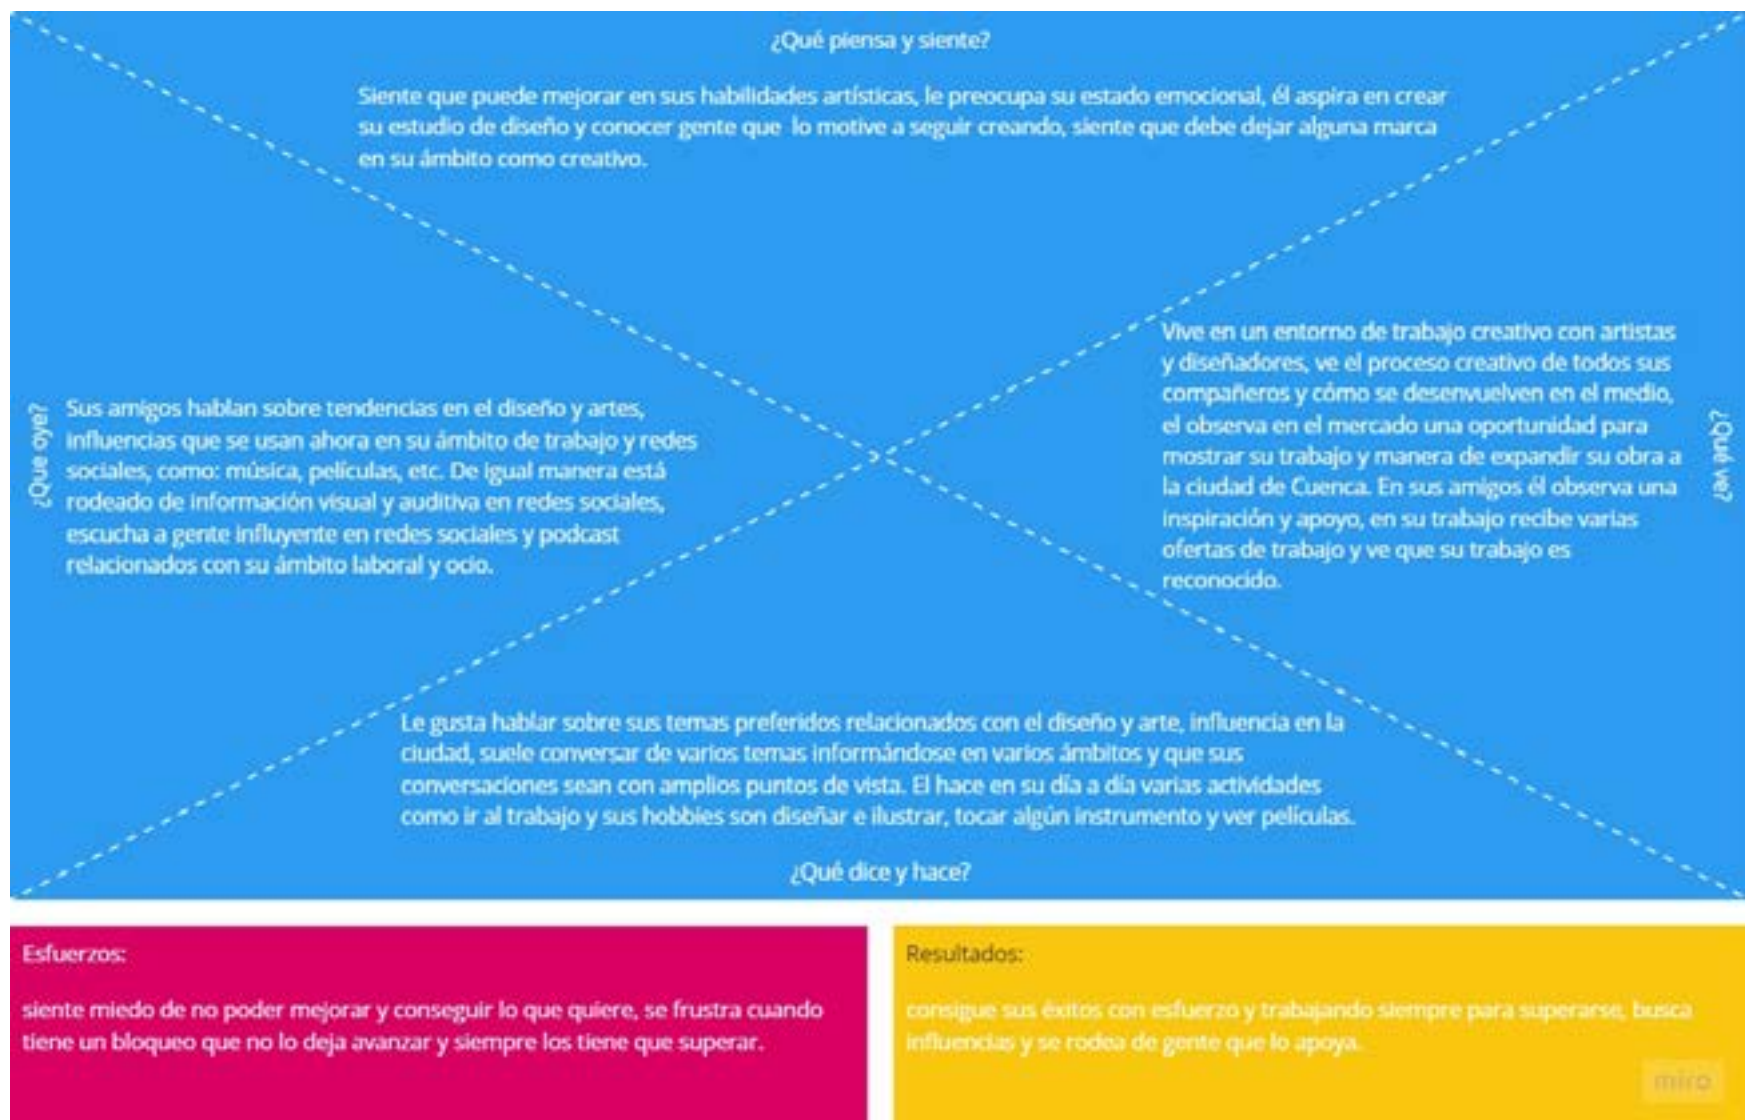 ¿Qué piensa y siente?
Siente que puede mejorar en sus habilidades artísticas, le preocupa su estado emocional, él aspira en crear
su estudio de diseño y conocer gente que lo motive a seguir creando, siente que debe dejar alguna marca
en su ámbito como creativo.
¿Que oye?
Sus amigos hablan sobre tendencias en el diseño y artes,
influencias que se usan ahora en su ámbito de trabajo y redes
sociales, como: música, películas, etc. De igual manera está
rodeado de información visual y auditiva en redes sociales,
escucha a gente influyente en redes sociales y podcast
relacionados con su ámbito laboral y ocio.
Vive en un entorno de trabajo creativo con artistas
y diseñadores, ve el proceso creativo de todos sus
compañeros y cómo se desenvuelven en el medio,
el observa en el mercado una oportunidad para
mostrar su trabajo y manera de expandir su obra a
la ciudad de Cuenca. En sus amigos él observa una
inspiración y apoyo, en su trabajo recibe varias
ofertas de trabajo y ve que su trabajo es
reconocido.
¿Qué ve?
Le gusta hablar sobre sus temas preferidos relacionados con el diseño y arte, influencia en la
ciudad, suele conversar de varios temas informándose en varios ámbitos y que sus
conversaciones sean con amplios puntos de vista. El hace en su día a día varias actividades
como ir al trabajo y sus hobbies son diseñar e ilustrar, tocar algún instrumento y ver películas.
¿Qué dice y hace?
Esfuerzos:
siente miedo de no poder mejorar y conseguir lo que quiere, se frustra cuando
tiene un bloqueo que no lo deja avanzar y siempre los tiene que superar.
Resultados:
consigue sus éxitos con esfuerzo y trabajando siempre para superarse, busca
influencias y se rodea de gente que lo apoya.
miro